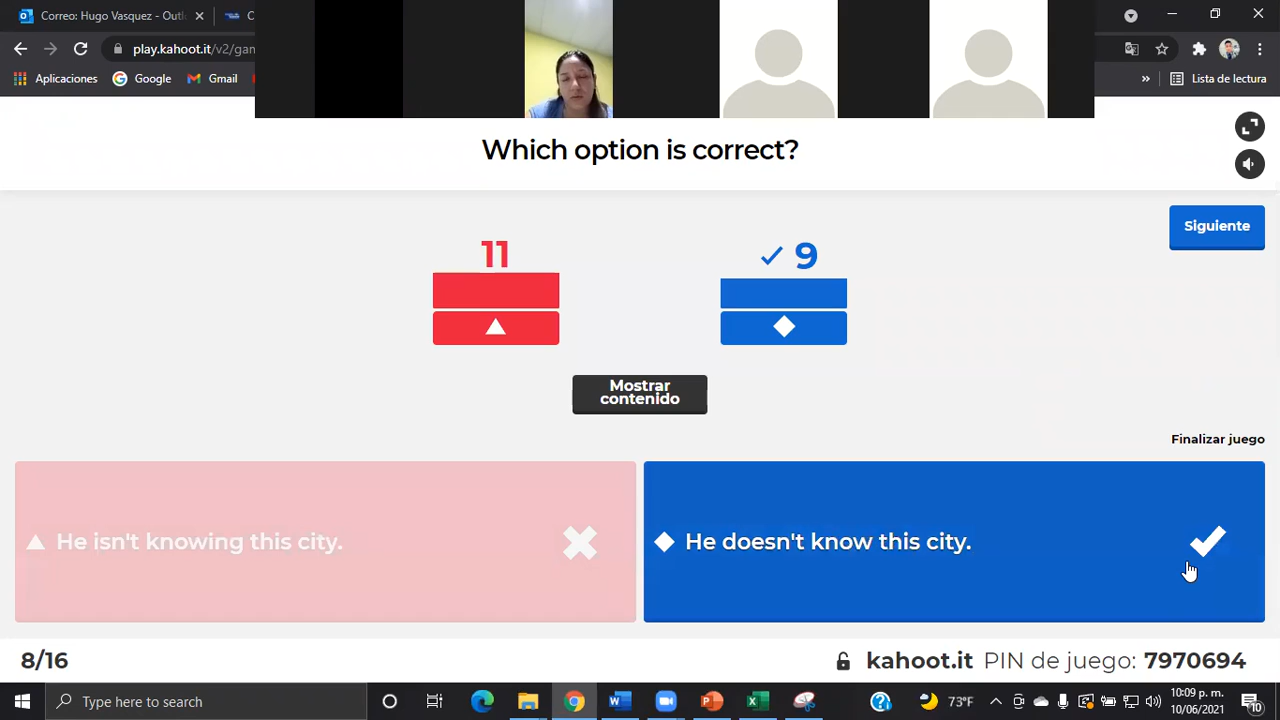 Correo: Hugo Vasquez - Outl
play.kahoot.it/v2/gan
Aplicaciones
Google
Gmail
»
Lista de lectura
Which option is correct?
Siguiente
11
9
Mostrar
contenido
Finalizar juego
He isn't knowing this city.
He doesn't know this city.
8/16
kahoot.it PIN de juego: 7970694
Type here to search
73°F
10:09 p. m.
10/06/2021
10